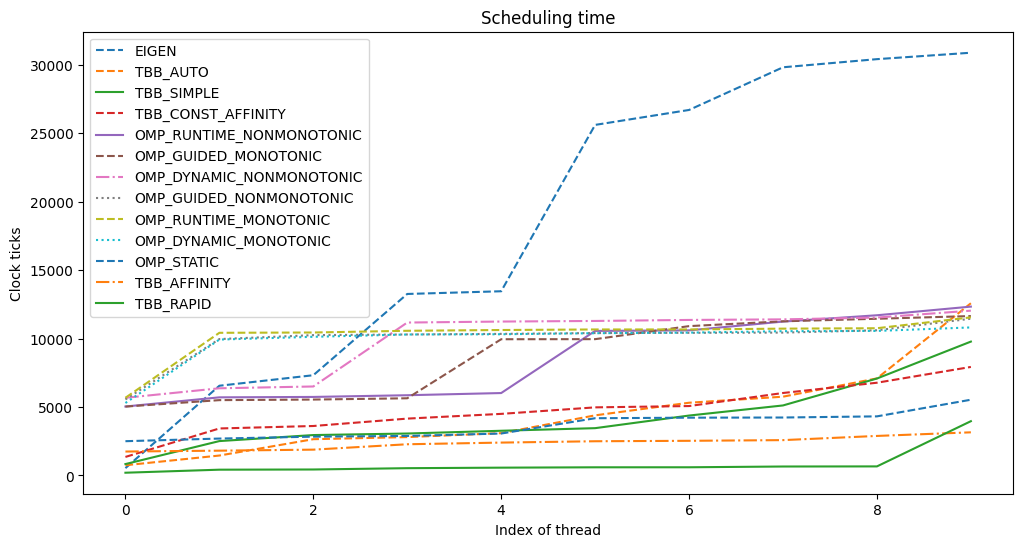 Scheduling time
EIGEN
TBB_AUTO
TBB_SIMPLE
TBB_CONST_AFFINITY
OMP_RUNTIME_NONMONOTONIC
OMP_GUIDED_MONOTONIC
OMP_DYNAMIC_NONMONOTONIC
OMP_GUIDED_NONMONOTONIC
OMP_RUNTIME_MONOTONIC
OMP_DYNAMIC_MONOTONIC
OMP_STATIC
TBB_AFFINITY
TBB_RAPID
Clock ticks
30000
25000
20000
15000
10000
5000
0
0 2 4 6 8
Index of thread